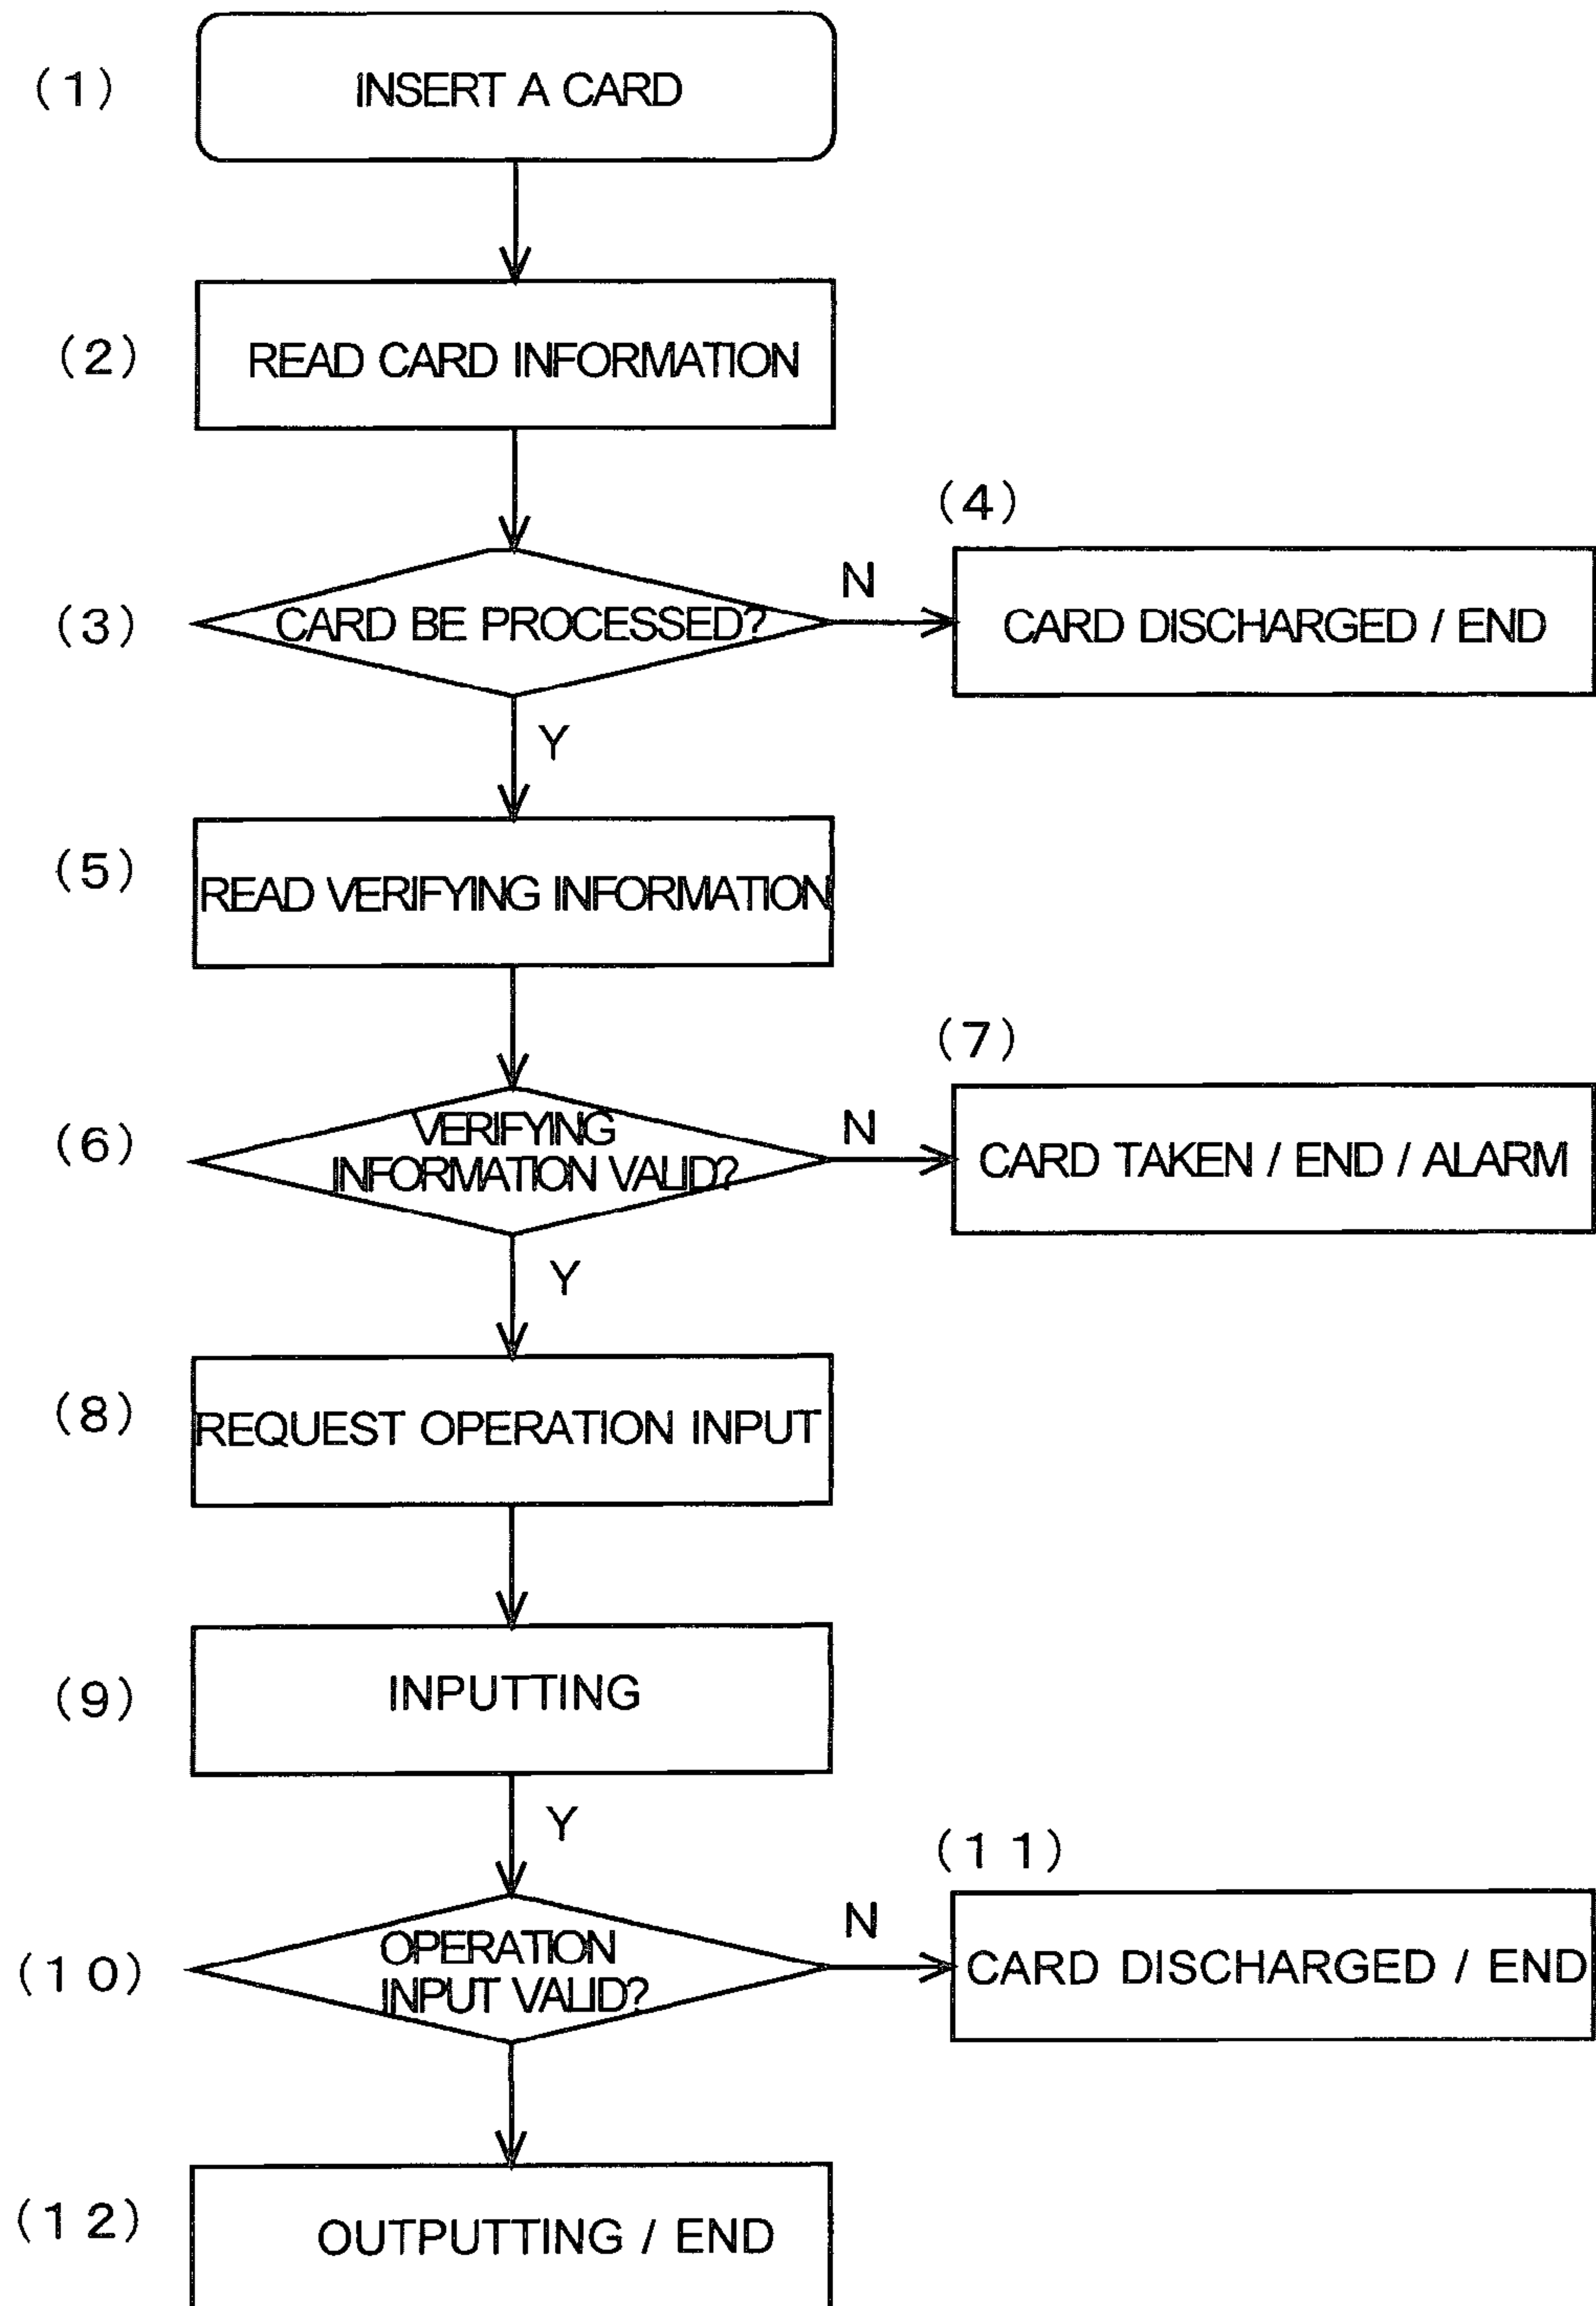 (1)
INSERT A CARD
(2)
READ CARD INFORMATION
(3)
CARD BE PROCESSED?
N
(4)
CARD DISCHARGED / END
Y
(5)
READ VERIFYING INFORMATION
(6)
VERIFYING
INFORMATION VALID?
N
(7)
CARD TAKEN / END / ALARM
Y
(8)
REQUEST OPERATION INPUT
(9)
INPUTTING
Y
(10)
OPERATION
INPUT VALID?
N
(11)
CARD DISCHARGED / END
(12)
OUTPUTTING / END